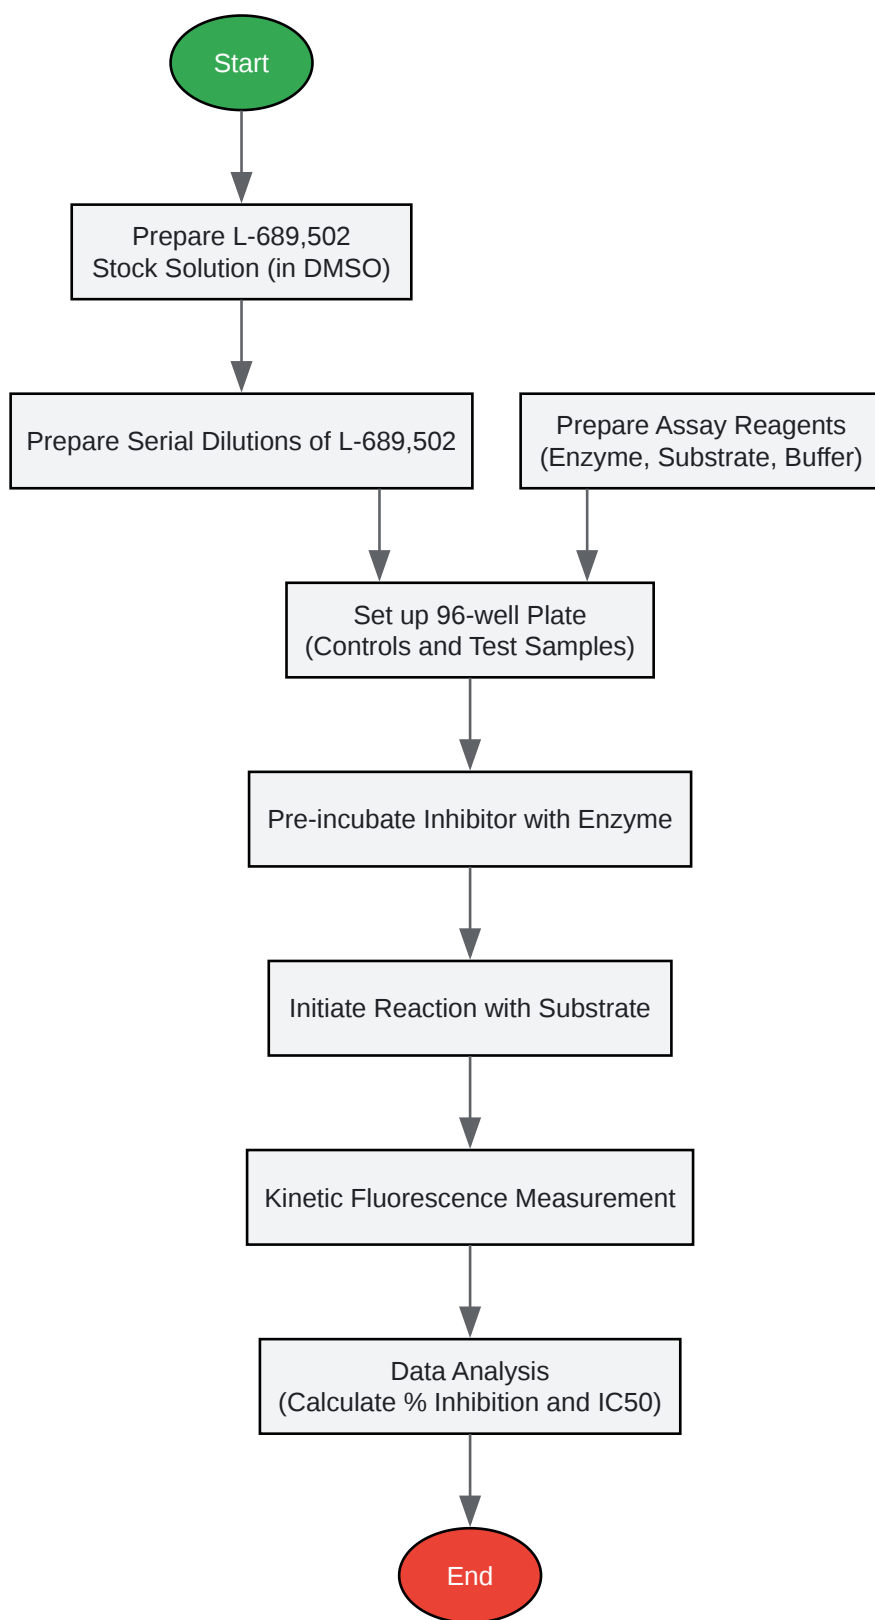 Start
Prepare L-689,502
Stock Solution (in DMSO)
Prepare Serial Dilutions of L-689,502
Prepare Assay Reagents
(Enzyme, Substrate, Buffer)
Set up 96-well Plate
(Controls and Test Samples)
Pre-incubate Inhibitor with Enzyme
Initiate Reaction with Substrate
Kinetic Fluorescence Measurement
Data Analysis
(Calculate % Inhibition and IC50)
End